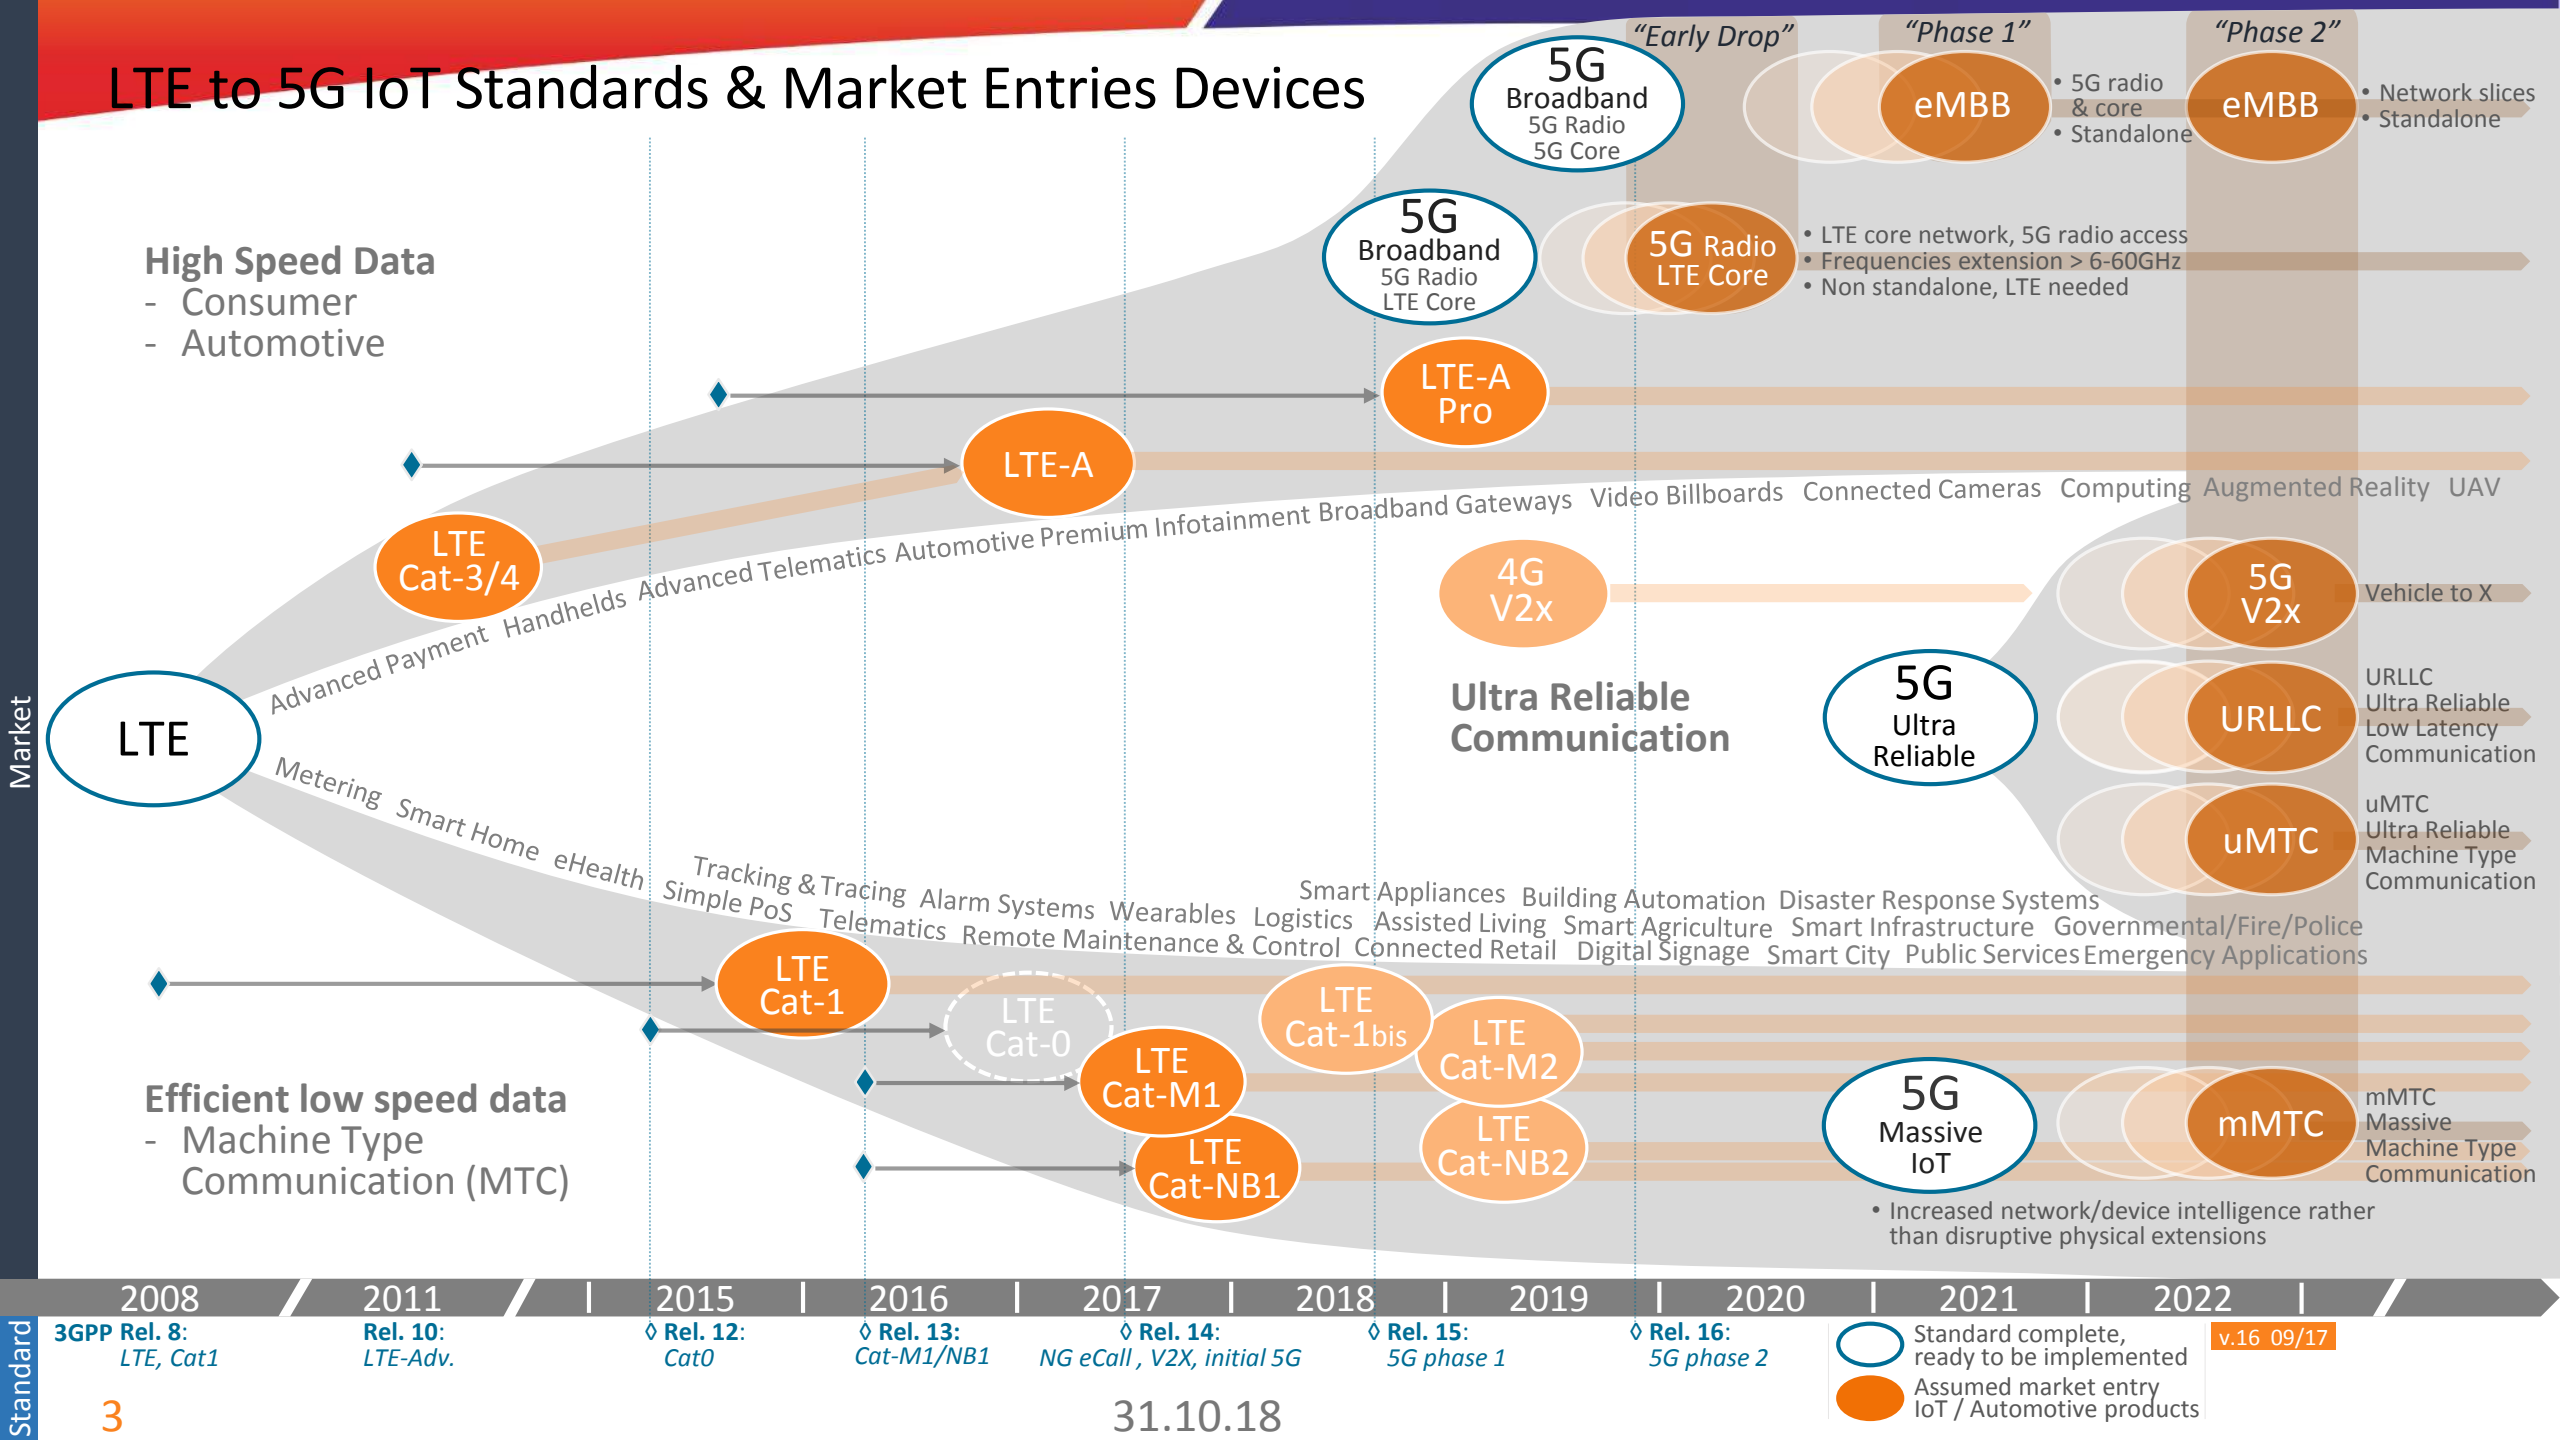 LTE to 5G IoT Standards & Market Entries Devices
"Early Drop"
"Phase 1"
"Phase 2"
5G
Broadband
5G Radio
5G Core
eMBB
• 5G radio
& core
• Standalone
eMBB
• Network slices
• Standalone
High Speed Data
- Consumer
- Automotive
5G
Broadband
5G Radio
LTE Core
5G Radio
LTE Core
• LTE core network, 5G radio access
• Frequencies extension > 6-60GHz
• Non standalone, LTE needed
LTE-A
Pro
LTE-A
LTE
Cat-3/4
Advanced Payment Handhelds Advanced Telematics Automotive Premium Infotainment Broadband Gateways Video Billboards Connected Cameras Computing Augmented Reality UAV
4G
V2x
5G
V2x
Vehicle to X
Ultra Reliable
Communication
5G
Ultra
Reliable
URLLC
URLLC
Ultra Reliable
Low Latency
Communication
uMTC
uMTC
Ultra Reliable
Machine Type
Communication
Market
LTE
Metering Smart Home eHealth
Tracking & Tracing Alarm Systems Wearables Logistics Assisted Living Smart Agriculture Smart Infrastructure Governmental/Fire/Police
Smart Appliances Building Automation Disaster Response Systems
Simple PoS Telematics Remote Maintenance & Control Connected Retail Digital Signage Smart City Public Services Emergency Applications
LTE
Cat-1
LTE
Cat-0
LTE
Cat-1bis
LTE
Cat-M2
LTE
Cat-M1
LTE
Cat-NB2
LTE
Cat-NB1
Efficient low speed data
- Machine Type
Communication (MTC)
5G
Massive
IoT
mMTC
mMTC
Massive
Machine Type
Communication
• Increased network/device intelligence rather
than disruptive physical extensions
2008 2011 2015 2016 2017 2018 2019 2020 2021 2022
Standard
3GPP Rel. 8:
LTE, Cat1
Rel. 10:
LTE-Adv.
◊ Rel. 12:
Cat0
◊ Rel. 13:
Cat-M1/NB1
◊ Rel. 14:
NG eCall , V2X, initial 5G
◊ Rel. 15:
5G phase 1
◊ Rel. 16:
5G phase 2
Standard complete,
ready to be implemented
Assumed market entry
IoT / Automotive products
v.16 09/17
3
31.10.18